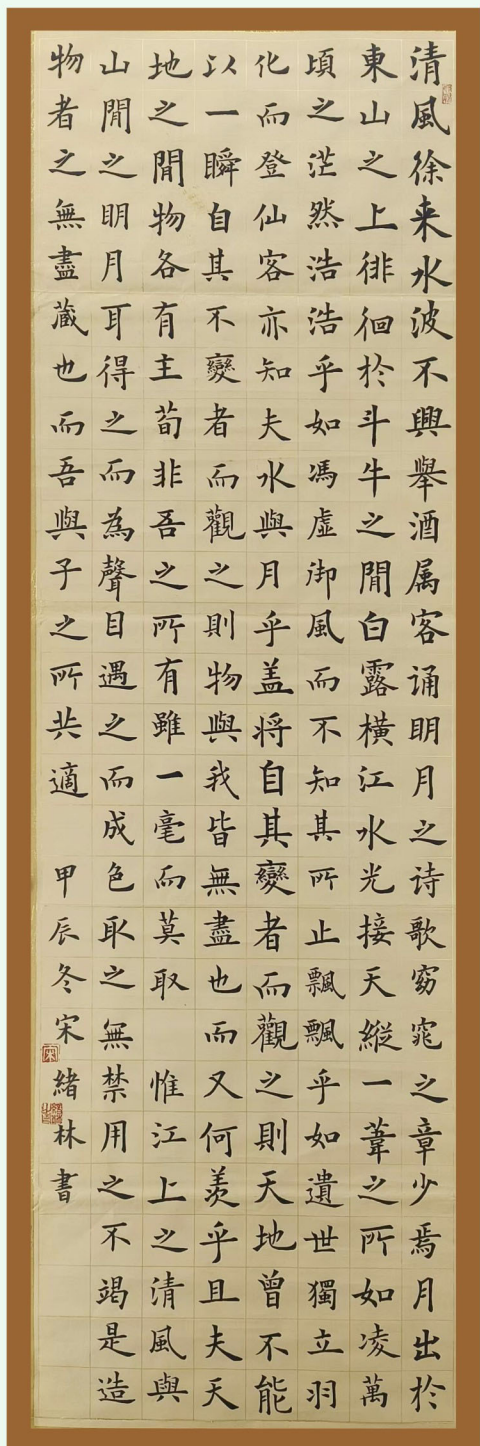 清風徐来水波不興舉酒属客诵明月之诗歌窈窕之章少焉月出於
東山之上徘徊於斗牛之閒白露橫江水光接天縱一葦之所如凌萬
頃之茫然浩浩乎如馮虛御風而不知其所止飄飄乎如遺世獨立羽
化而登仙客亦知夫水與月乎盖将自其變者而觀之則天地曾不能
以一瞬自其不變者而觀之則物與我皆無盡也而又何羨乎且夫天
地之閒物各有主苟非吾之所有雖一毫而莫取惟江上之清風與
山閒之明月耳得之而為聲目遇之而成色取之無禁用之不竭是造
物者之無盡蔵也而吾與子之所共適
甲辰冬宋緒林書